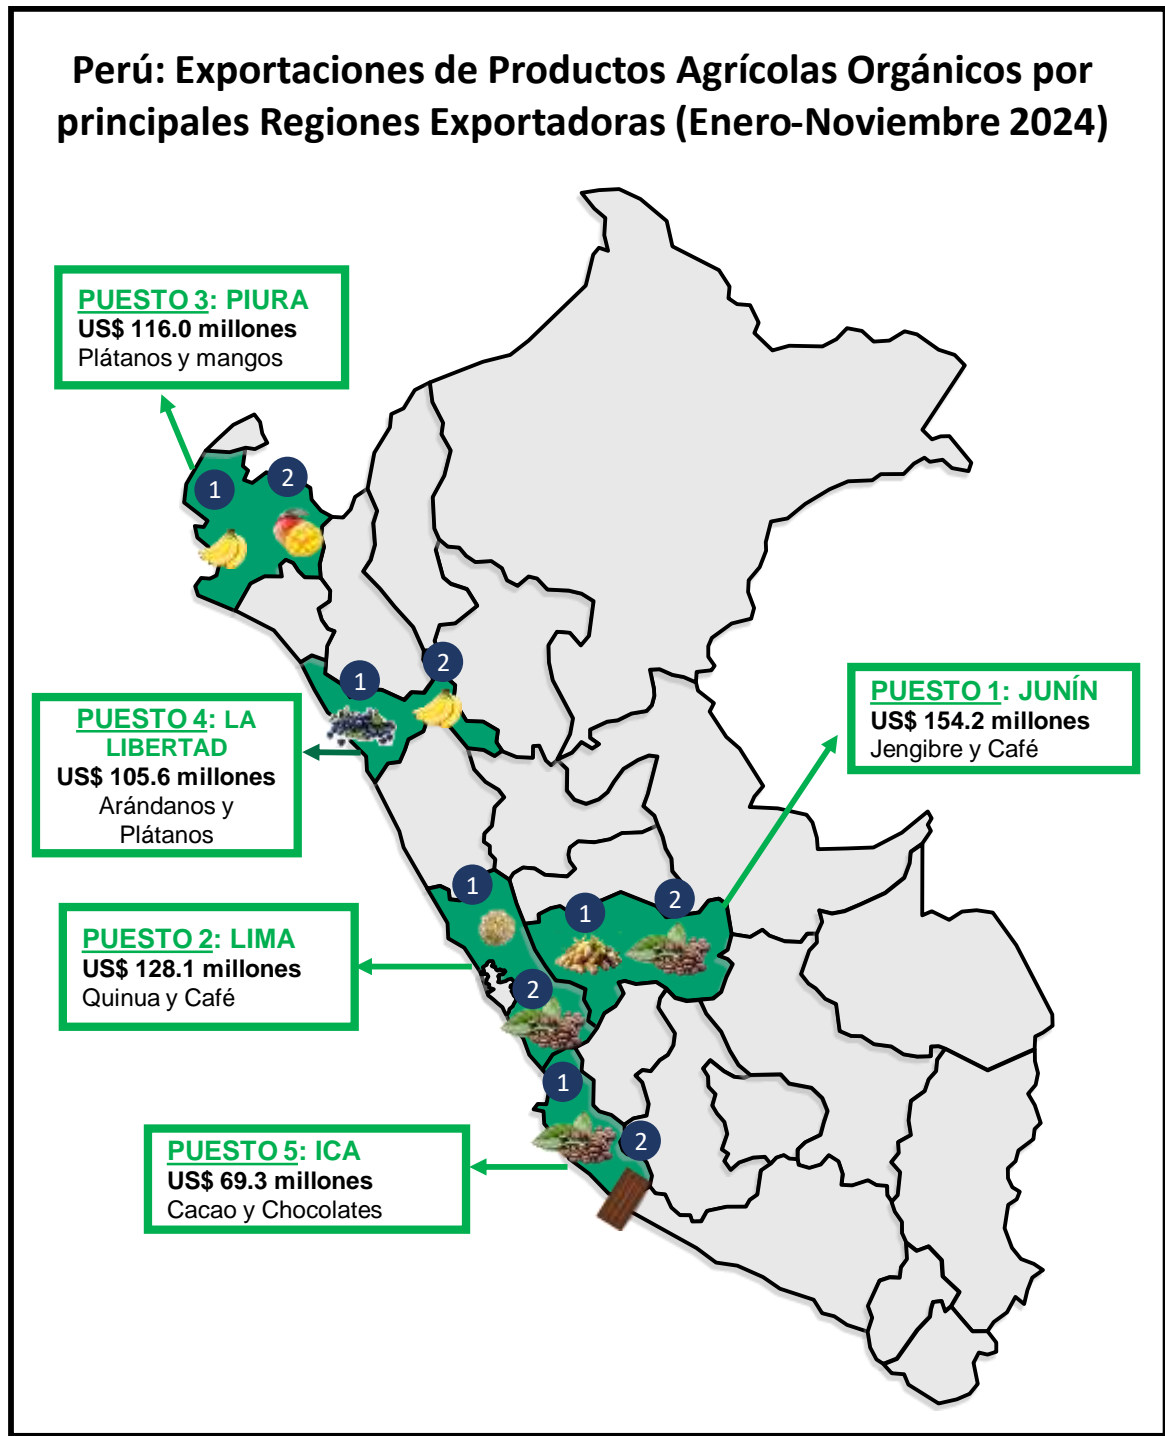 Perú: Exportaciones de Productos Agrícolas Orgánicos por
principales Regiones Exportadoras (Enero-Noviembre 2024)
PUESTO 3: PIURA
US$ 116.0 millones
Plátanos y mangos
1
2
1
2
PUESTO 4: LA
LIBERTAD
US$ 105.6 millones
Arándanos y
Plátanos
PUESTO 1: JUNÍN
US$ 154.2 millones
Jengibre y Café
1
1
2
PUESTO 2: LIMA
US$ 128.1 millones
Quinua y Café
2
1
2
PUESTO 5: ICA
US$ 69.3 millones
Cacao y Chocolates